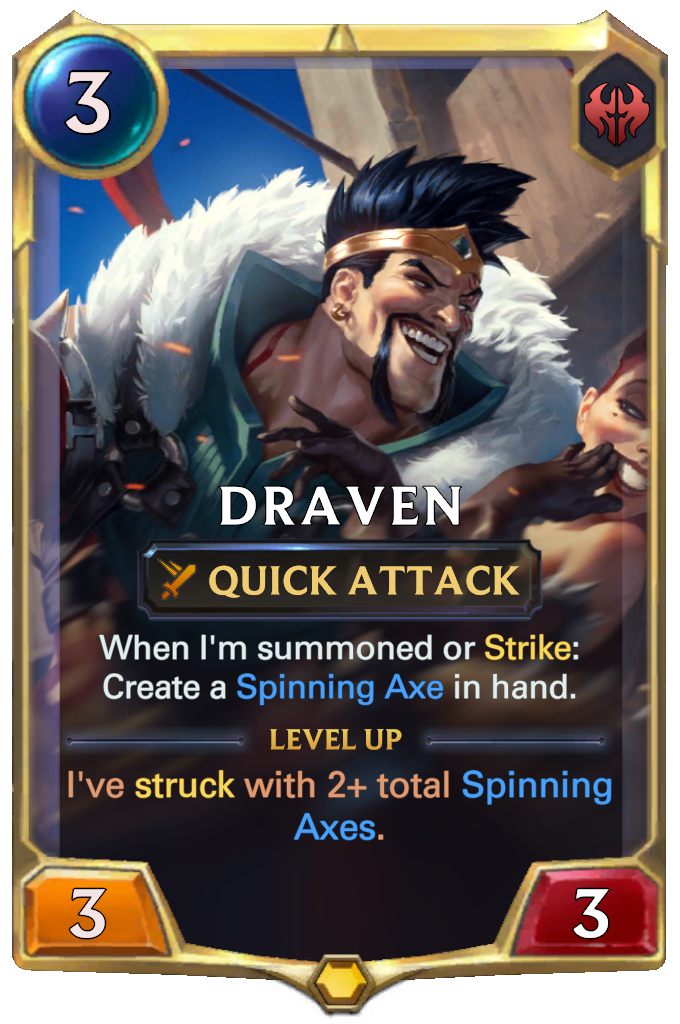 3
DRAVEN
QUICK ATTACK
When I'm summoned or Strike:
Create a Spinning Axe in hand.
LEVEL UP
I've struck with 2+ total Spinning
Axes.
3
3